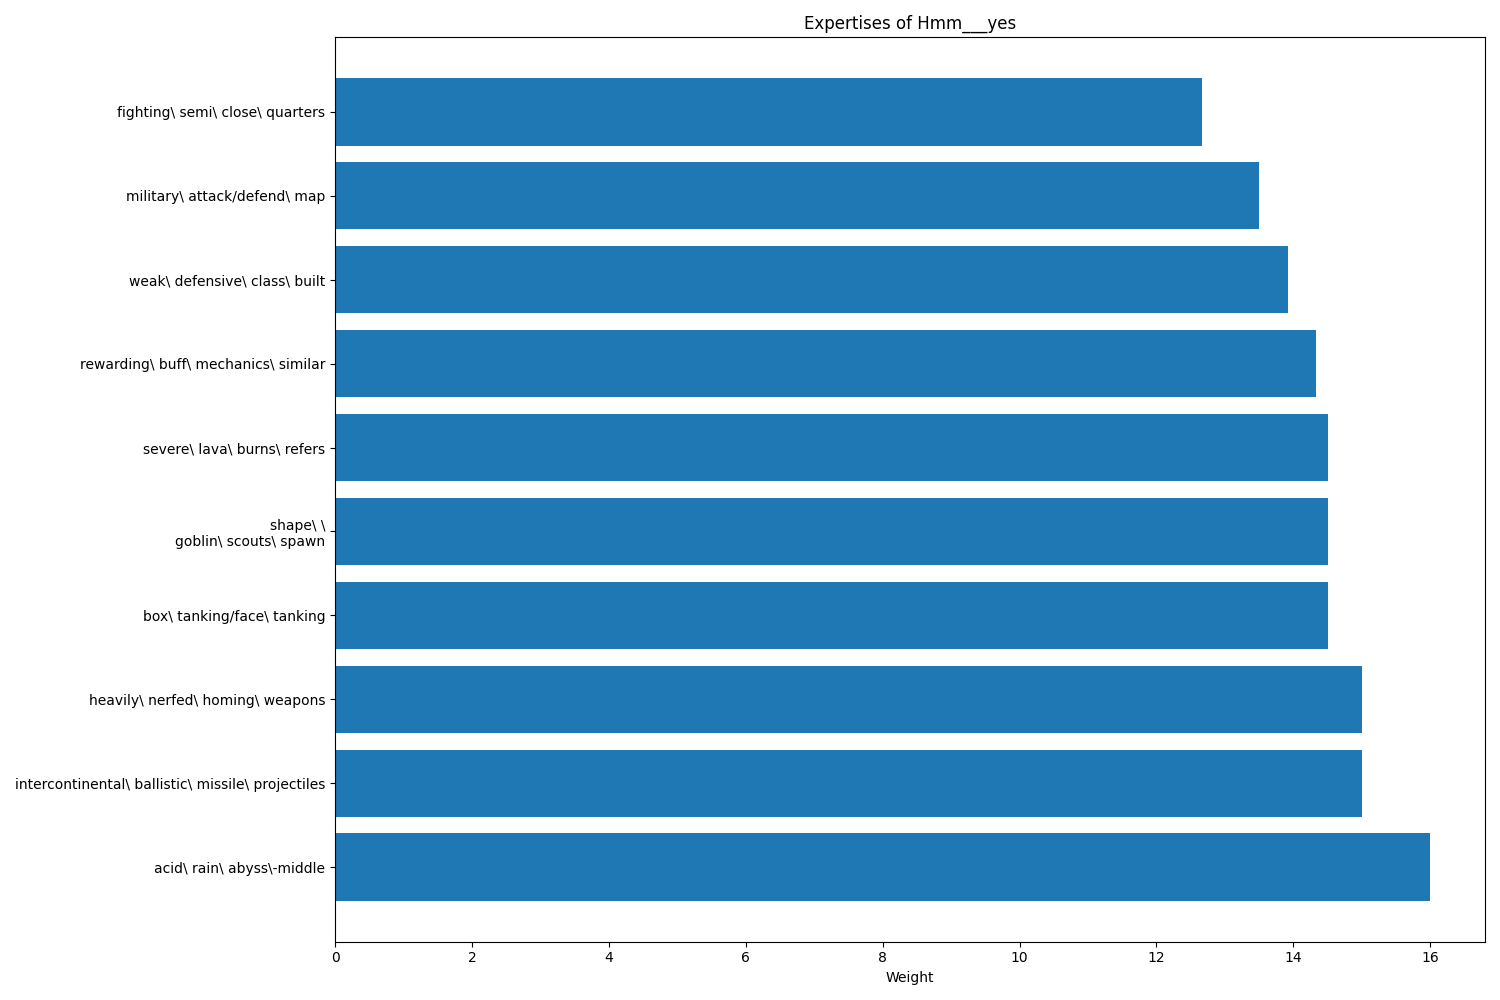 Expertises of Hmm___yes
fighting\ semi\ close\ quarters
military\ attack/defend\ map
weak\ defensive\ class\ built
rewarding\ buff\ mechanics\ similar
severe\ lava\ burns\ refers
shape\ \
goblin\ scouts\ spawn
box\ tanking/face\ tanking
heavily\ nerfed\ homing\ weapons
intercontinental\ ballistic\ missile\ projectiles
acid\ rain\ abyss\-middle
0 2 4 6 8 10 12 14 16
Weight